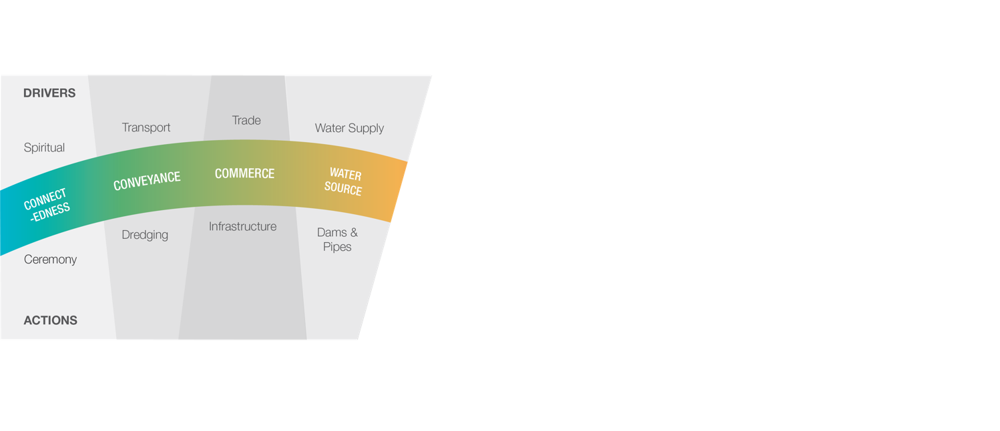 DRIVERS
Spiritual
Transport
Trade
Water Supply
CONNECT
-EDNESS
CONVEYANCE
COMMERCE
WATER
SOURCE
Ceremony
Dredging
Infrastructure
Dams &
Pipes
ACTIONS